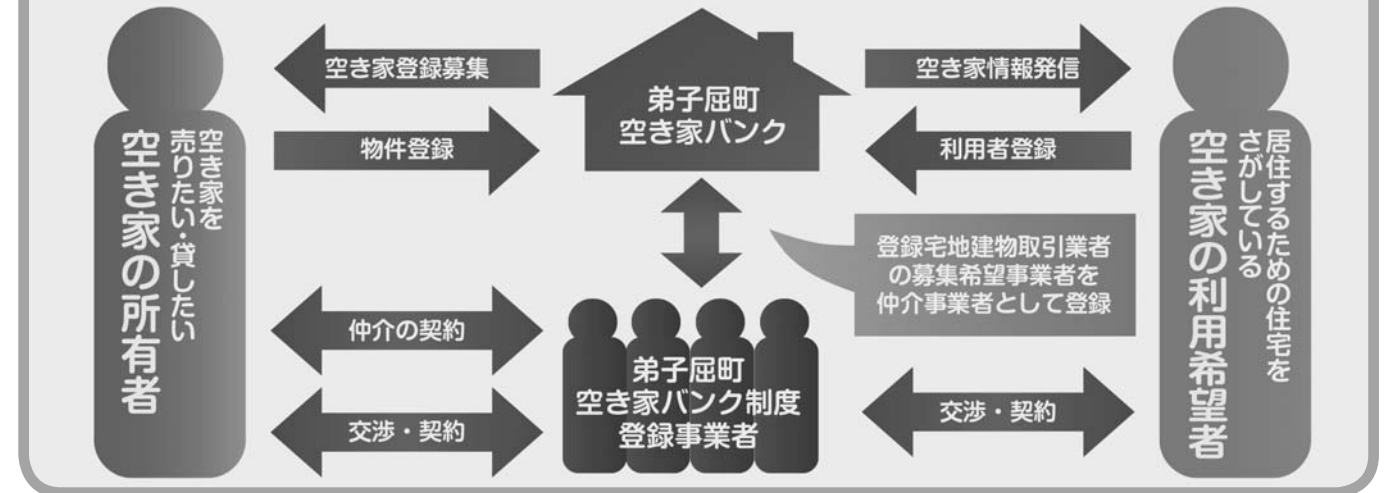 空き家を
売りたい・貸したい
空き家の所有者
空き家登録募集
物件登録
弟子屈町
空き家バンク
空き家情報発信
利用者登録
居住するための住宅を
さがしている
空き家の利用希望者
登録宅地建物取引業者
の募集希望事業者を
仲介事業者として登録
仲介の契約
交渉・契約
弟子屈町
空き家バンク制度
登録事業者
交渉・契約